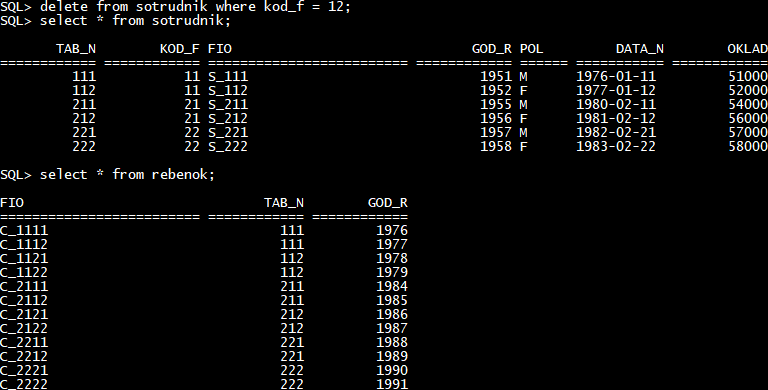 SQL> delete from sotrudnik where kod_f = 12;
SQL> select * from sotrudnik;
TAB_N KOD_F FIO GOD_R POL DATA_N OKLAD
============ ============ ========================= ============ ====== =========== ============
111 11 S_111 1951 M 1976-01-11 51000
112 11 S_112 1952 F 1977-01-12 52000
211 21 S_211 1955 M 1980-02-11 54000
212 21 S_212 1956 F 1981-02-12 56000
221 22 S_221 1957 M 1982-02-21 57000
222 22 S_222 1958 F 1983-02-22 58000
SQL> select * from rebenok;
FIO TAB_N GOD_R
========================= ============ ============
C_1111 111 1976
C_1112 111 1977
C_1121 112 1978
C_1122 112 1979
C_2111 211 1984
C_2112 211 1985
C_2121 212 1986
C_2122 212 1987
C_2211 221 1988
C_2212 221 1989
C_2221 222 1990
C_2222 222 1991